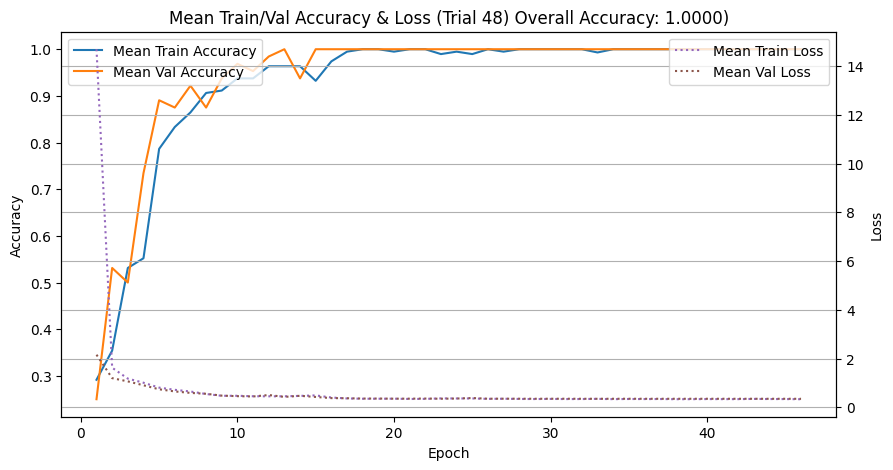 Mean Train/Val Accuracy & Loss (Trial 48) Overall Accuracy: 1.0000)
Mean Train Accuracy
Mean Val Accuracy
Mean Train Loss
Mean Val Loss
Accuracy
1.0
0.9
0.8
0.7
0.6
0.5
0.4
0.3
Loss
14
12
10
8
6
4
2
0
0
10
20
30
40
Epoch